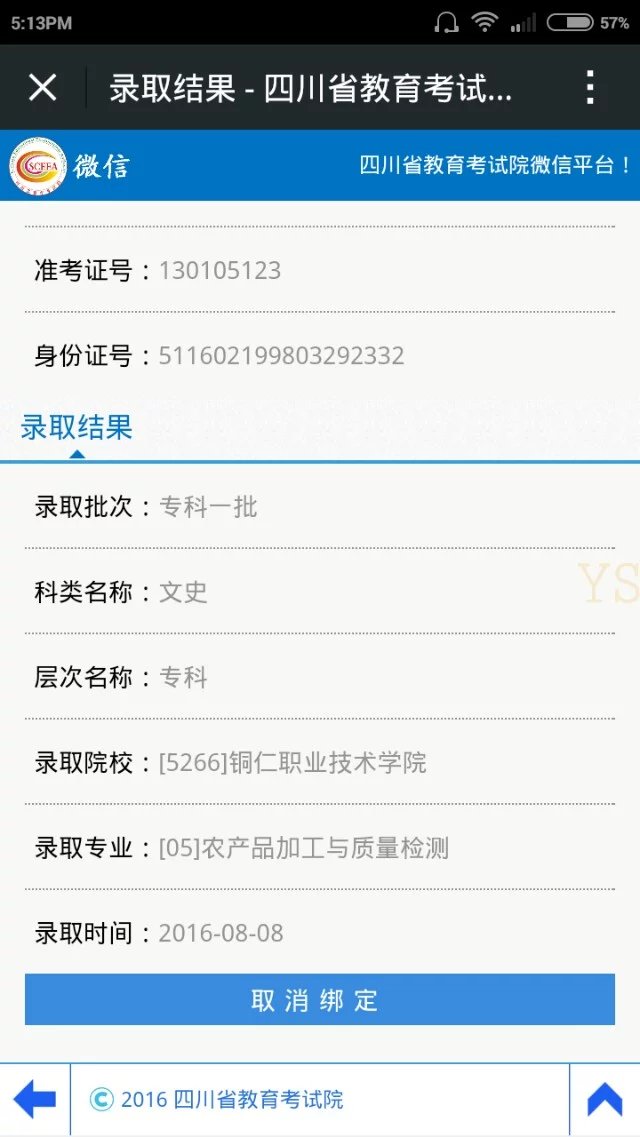 5:13PM 57%
录取结果 - 四川省教育考试...
SCEEA 微信 四川省教育考试院微信平台！
准考证号：130105123
身份证号：511602199803292332
录取结果
录取批次：专科一批
科类名称：文史
YS
层次名称：专科
录取院校：[5266]铜仁职业技术学院
录取专业：[05]农产品加工与质量检测
录取时间：2016-08-08
取消绑定
© 2016 四川省教育考试院